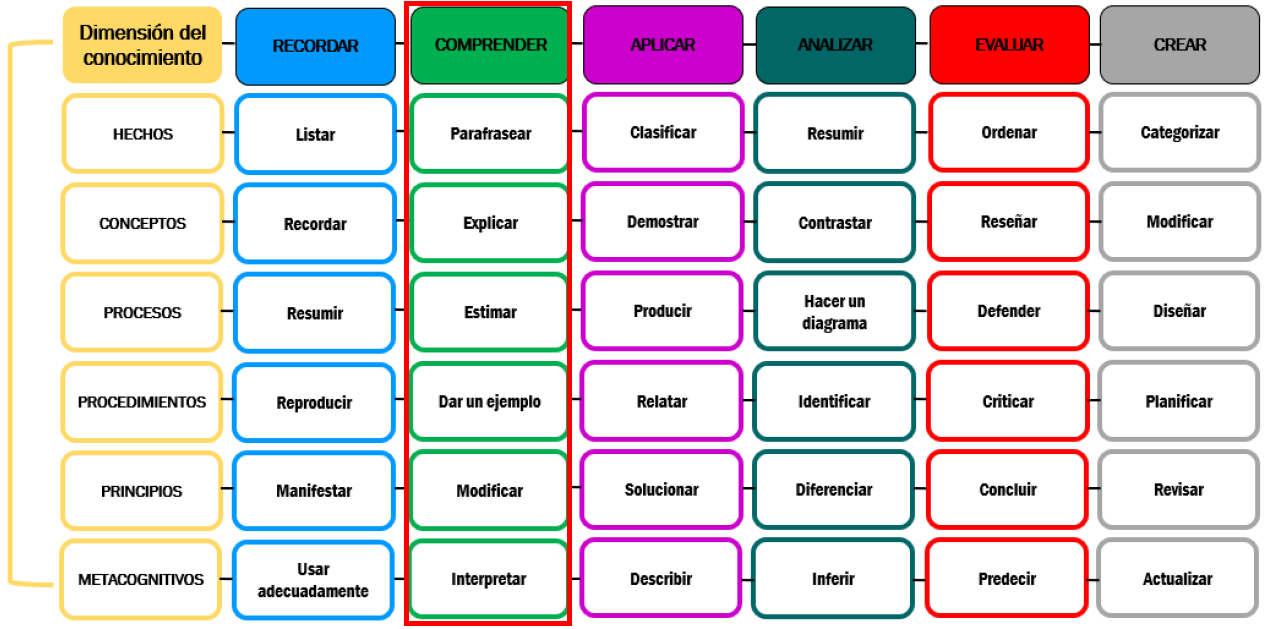 Dimensión del
conocimiento
RECORDAR
COMPRENDER
APLICAR
ANALIZAR
EVALUAR
CREAR
HECHOS
Listar
Parafrasear
Clasificar
Resumir
Ordenar
Categorizar
CONCEPTOS
Recordar
Explicar
Demostrar
Contrastar
Reseñar
Modificar
PROCESOS
Resumir
Estimar
Producir
Hacer un
diagrama
Defender
Diseñar
PROCEDIMIENTOS
Reproducir
Dar un ejemplo
Relatar
Identificar
Criticar
Planificar
PRINCIPIOS
Manifestar
Modificar
Solucionar
Diferenciar
Concluir
Revisar
METACOGNITIVOS
Usar
adecuadamente
Interpretar
Describir
Inferir
Predecir
Actualizar